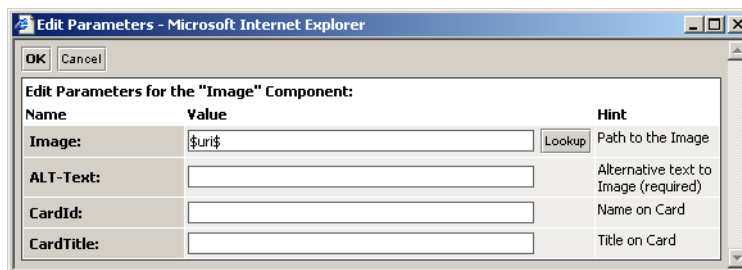 Edit Parameters - Microsoft Internet Explorer
OK Cancel
Edit Parameters for the "Image" Component:
Name Value Hint
Image: $uri$ Lookup Path to the Image
ALT-Text: Alternative text to
Image (required)
CardId: Name on Card
CardTitle: Title on Card